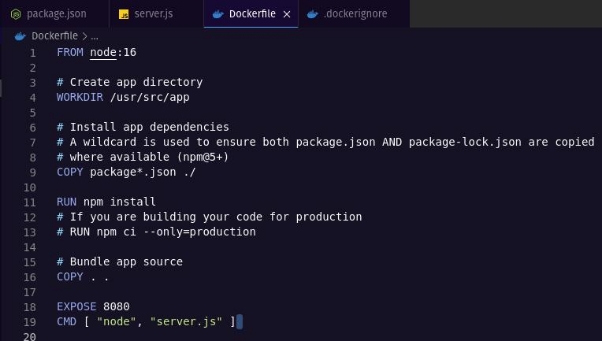 package.json server.js Dockerfile × .dockerignore
Dockerfile > ...
1 FROM node:16
2
3 # Create app directory
4 WORKDIR /usr/src/app
5
6 # Install app dependencies
7 # A wildcard is used to ensure both package.json AND package-lock.json are copied
8 # where available (npm@5+)
9 COPY package*.json ./
10
11 RUN npm install
12 # If you are building your code for production
13 # RUN npm ci --only=production
14
15 # Bundle app source
16 COPY . .
17
18 EXPOSE 8080
19 CMD [ "node", "server.js" ]
20